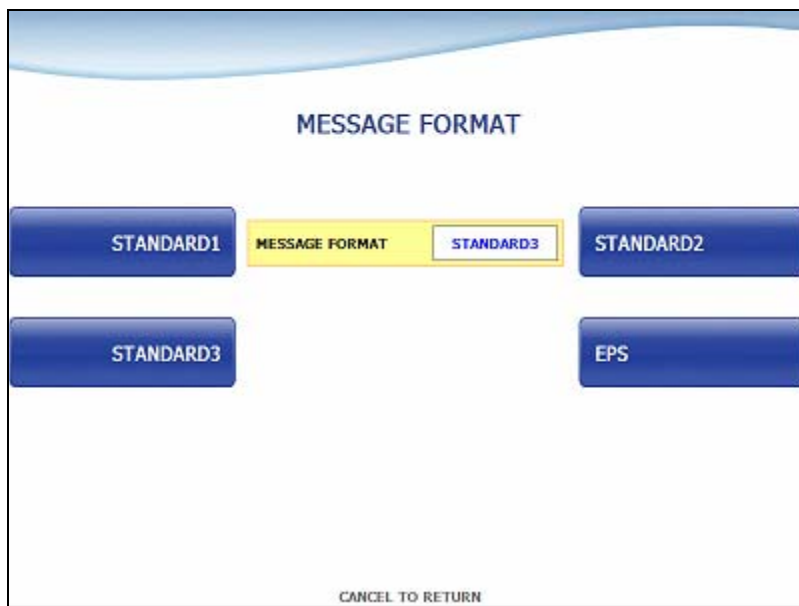 MESSAGE FORMAT
STANDARD1
MESSAGE FORMAT STANDARD3
STANDARD2
STANDARD3
EPS
CANCEL TO RETURN